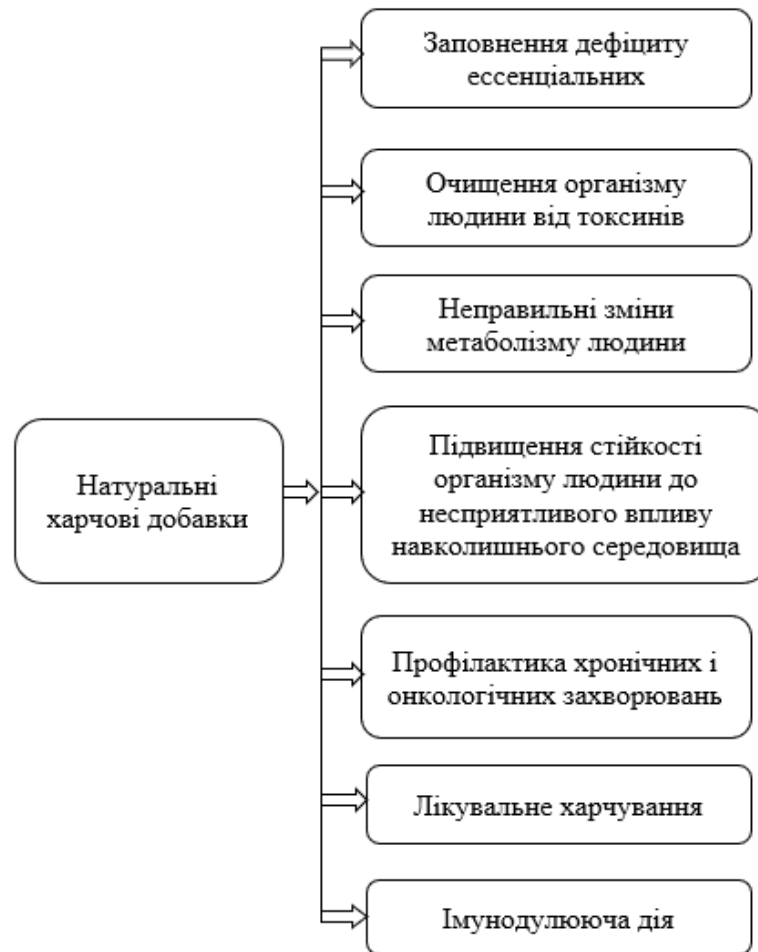 Заповнення дефіциту
ессенціальних
Очищення організму
людини від токсинів
Неправильні зміни
метаболізму людини
Натуральні
харчові добавки
Підвищення стійкості
організму людини до
несприятливого впливу
навколишнього середовища
Профілактика хронічних і
онкологічних захворювань
Лікувальне харчування
Імунодулююча дія